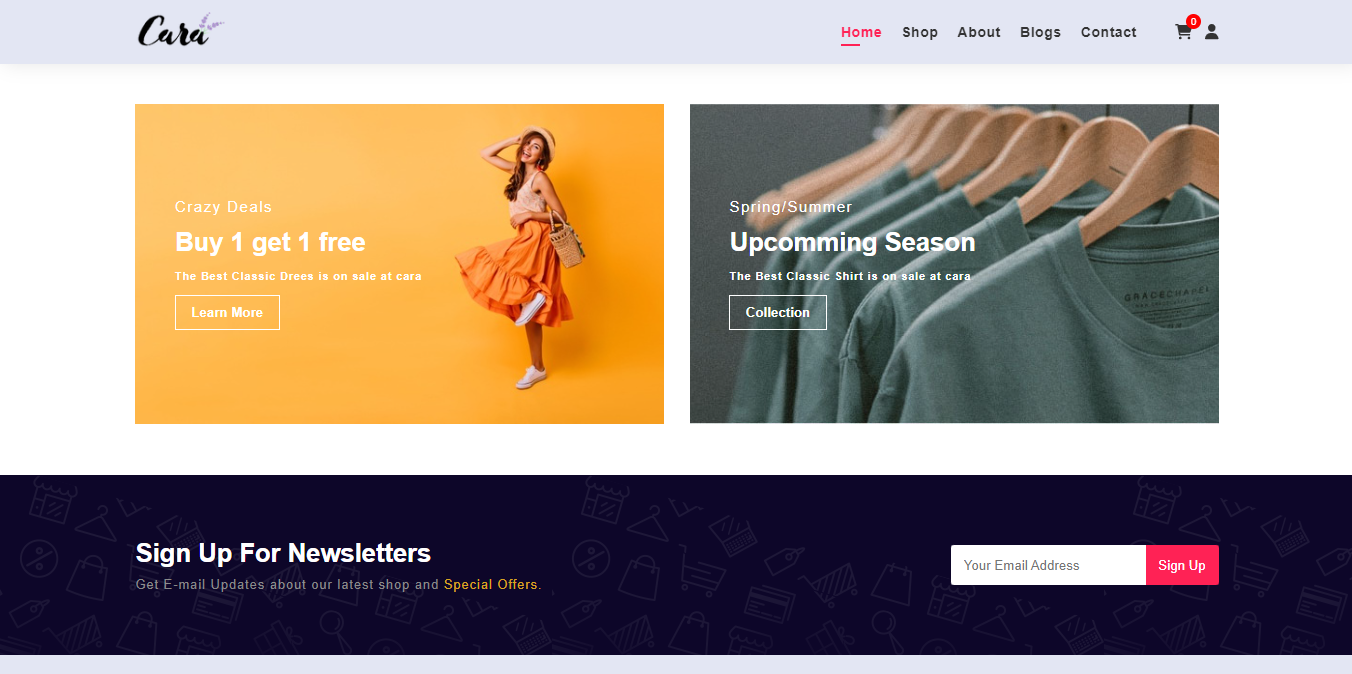 Cara
Home Shop About Blogs Contact 0
Crazy Deals
Buy 1 get 1 free
The Best Classic Drees is on sale at cara
Learn More
Spring/Summer
Upcomming Season
The Best Classic Shirt is on sale at cara
Collection
GRACECHAPEL
Sign Up For Newsletters
Get E-mail Updates about our latest shop and Special Offers.
Your Email Address
Sign Up